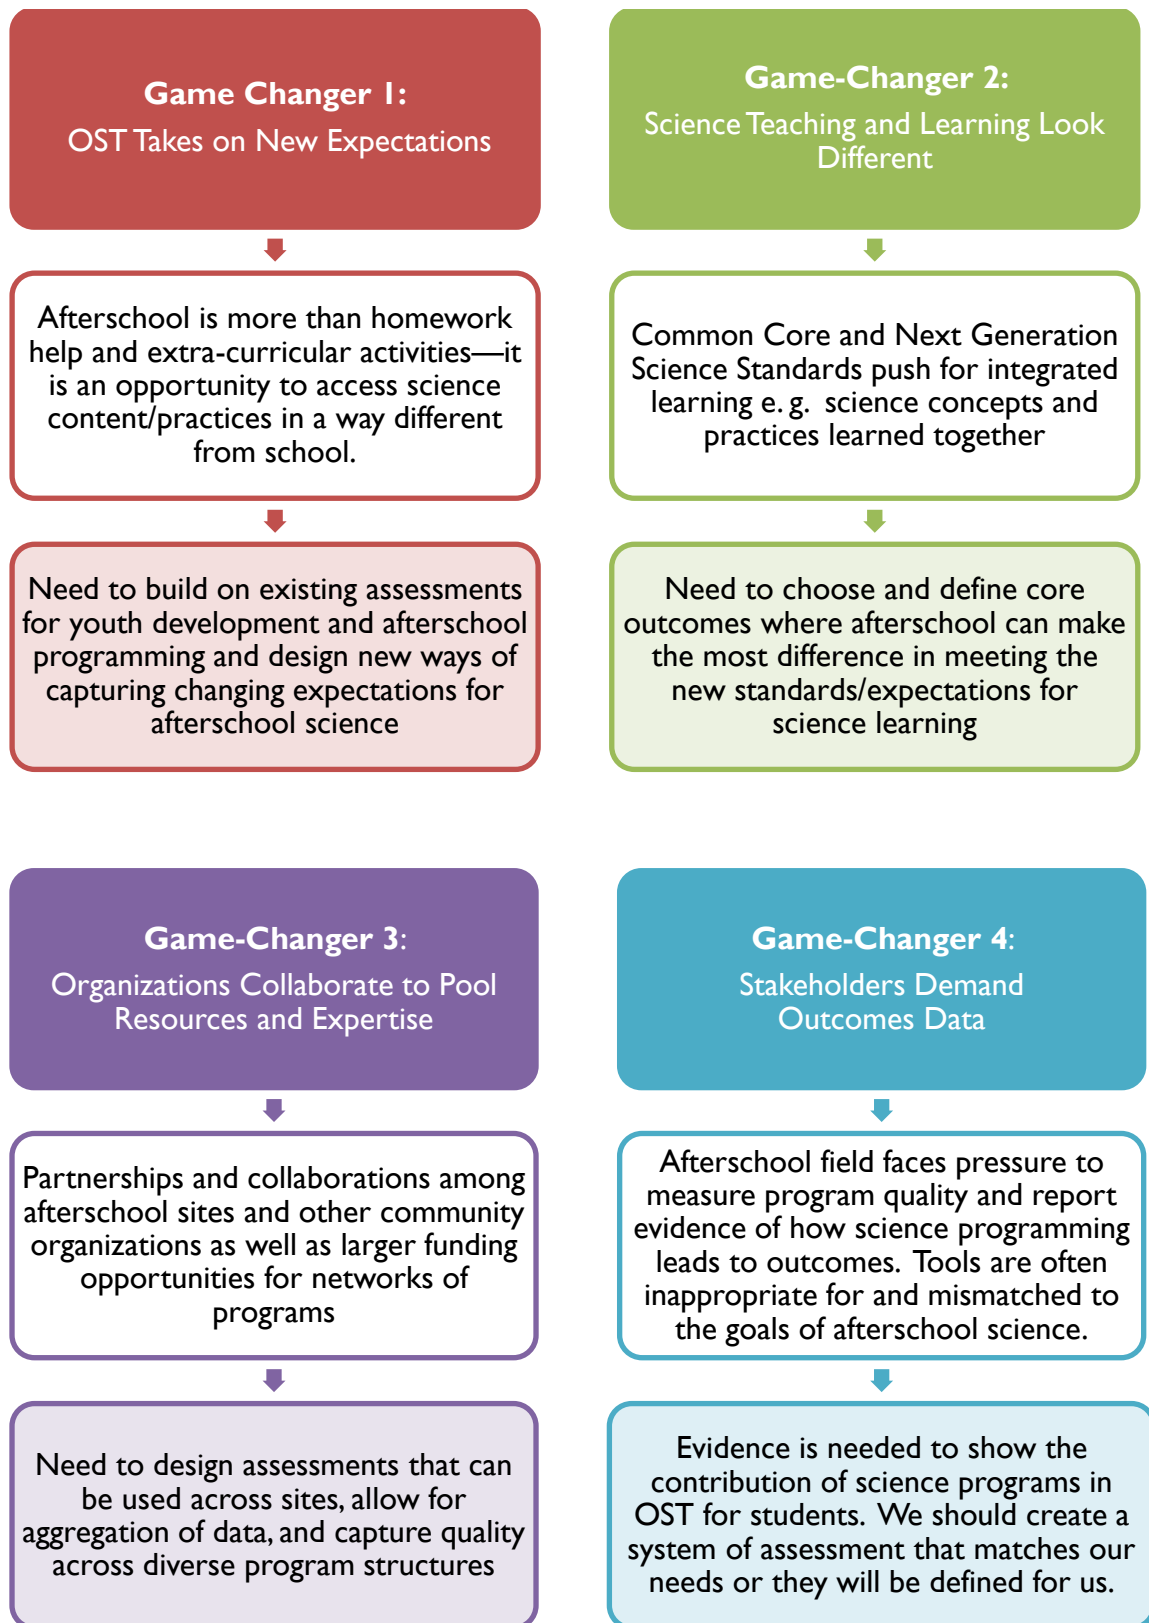 Game Changer 1:
OST Takes on New Expectations
Afterschool is more than homework
help and extra-curricular activities—it
is an opportunity to access science
content/practices in a way different
from school.
Need to build on existing assessments
for youth development and afterschool
programming and design new ways of
capturing changing expectations for
afterschool science
Game-Changer 2:
Science Teaching and Learning Look
Different
Common Core and Next Generation
Science Standards push for integrated
learning e. g. science concepts and
practices learned together
Need to choose and define core
outcomes where afterschool can make
the most difference in meeting the
new standards/expectations for
science learning
Game-Changer 3:
Organizations Collaborate to Pool
Resources and Expertise
Partnerships and collaborations among
afterschool sites and other community
organizations as well as larger funding
opportunities for networks of
programs
Need to design assessments that can
be used across sites, allow for
aggregation of data, and capture quality
across diverse program structures
Game-Changer 4:
Stakeholders Demand
Outcomes Data
Afterschool field faces pressure to
measure program quality and report
evidence of how science programming
leads to outcomes. Tools are often
inappropriate for and mismatched to
the goals of afterschool science.
Evidence is needed to show the
contribution of science programs in
OST for students. We should create a
system of assessment that matches our
needs or they will be defined for us.